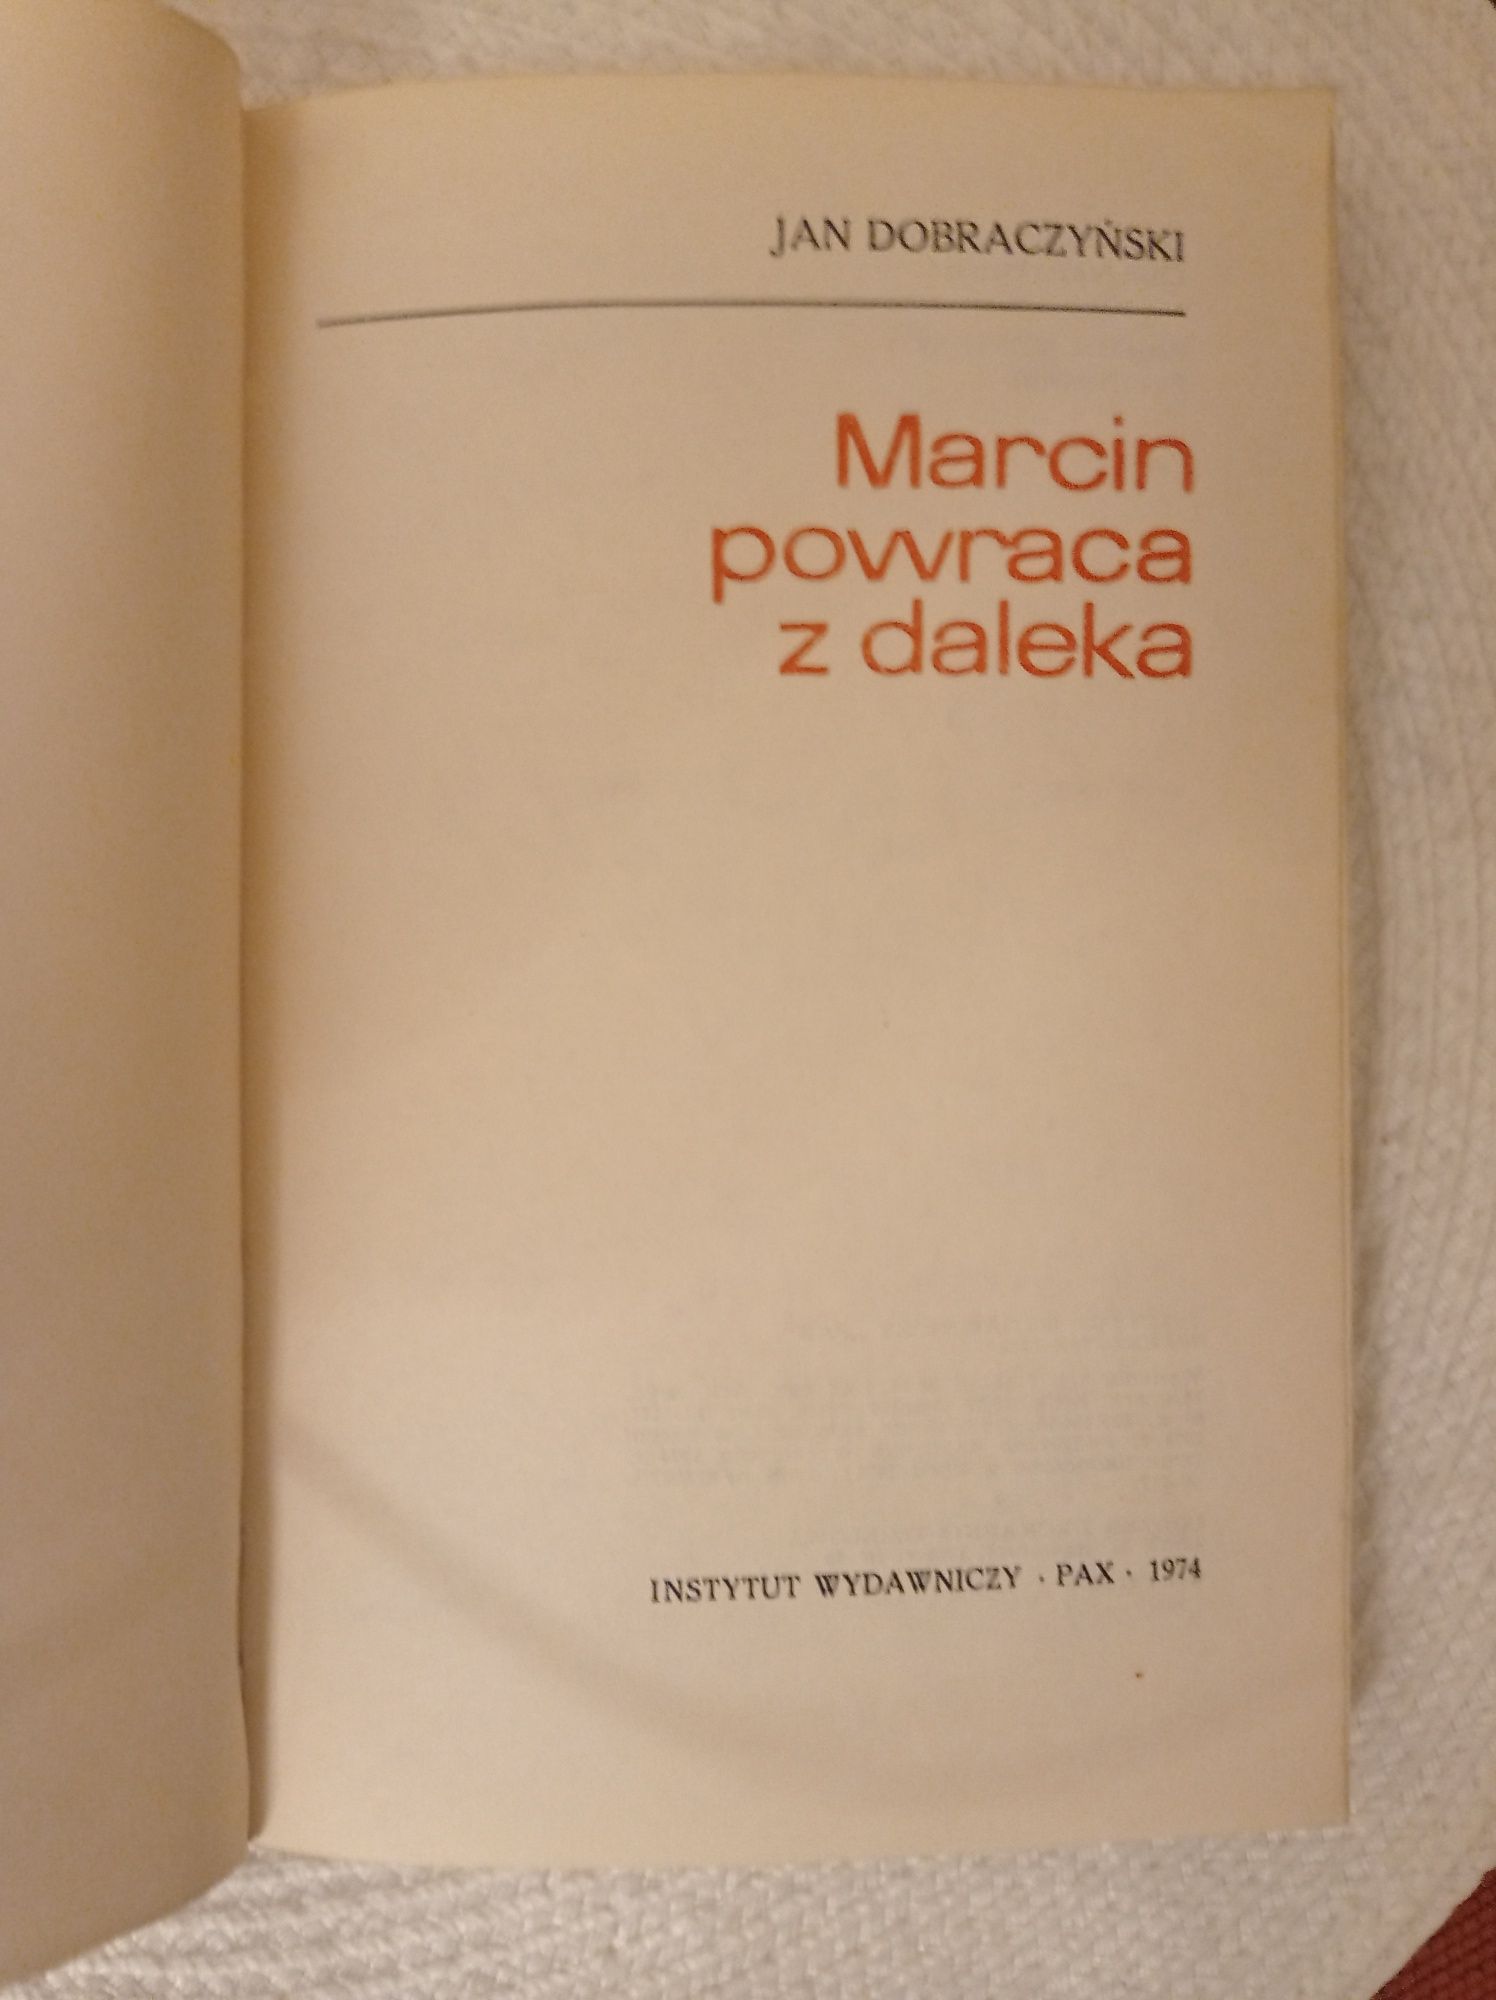 JAN DOBRACZYŃSKI
Marcin
powraca
z daleka
INSTYTUT WYDAWNICZY · PAX · 1974